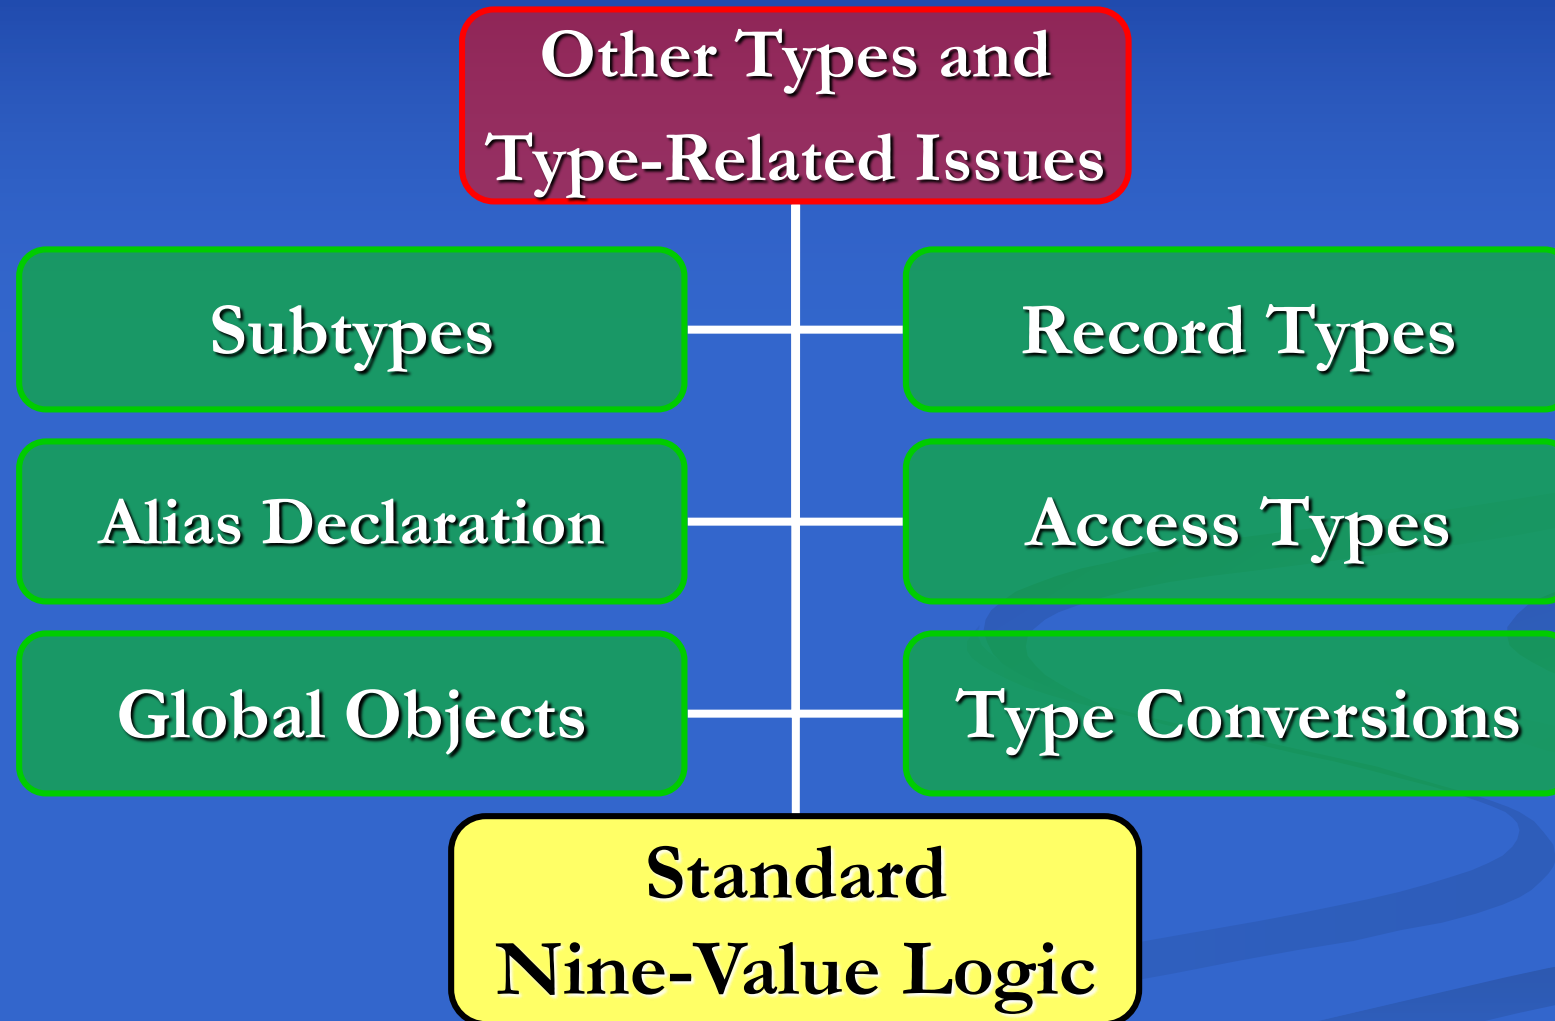 Other Types and
Type-Related Issues
Subtypes
Record Types
Alias Declaration
Access Types
Global Objects
Type Conversions
Standard
Nine-Value Logic